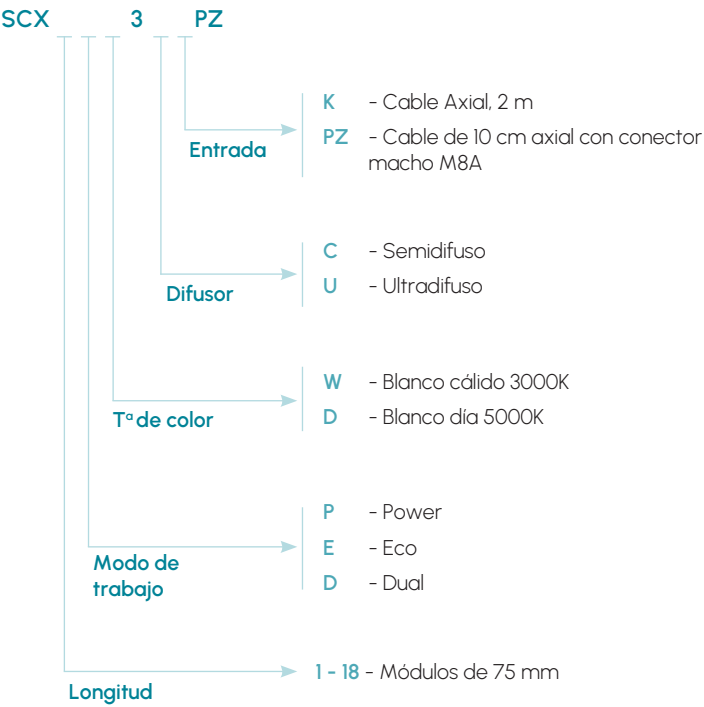 SCX 3 PZ
K - Cable Axial, 2 m
PZ - Cable de 10 cm axial con conector
macho M8A
Entrada
C - Semidifuso
U - Ultradifuso
Difusor
W - Blanco cálido 3000K
D - Blanco día 5000K
Tª de color
P - Power
E - Eco
D - Dual
Modo de
trabajo
1 - 18 - Módulos de 75 mm
Longitud